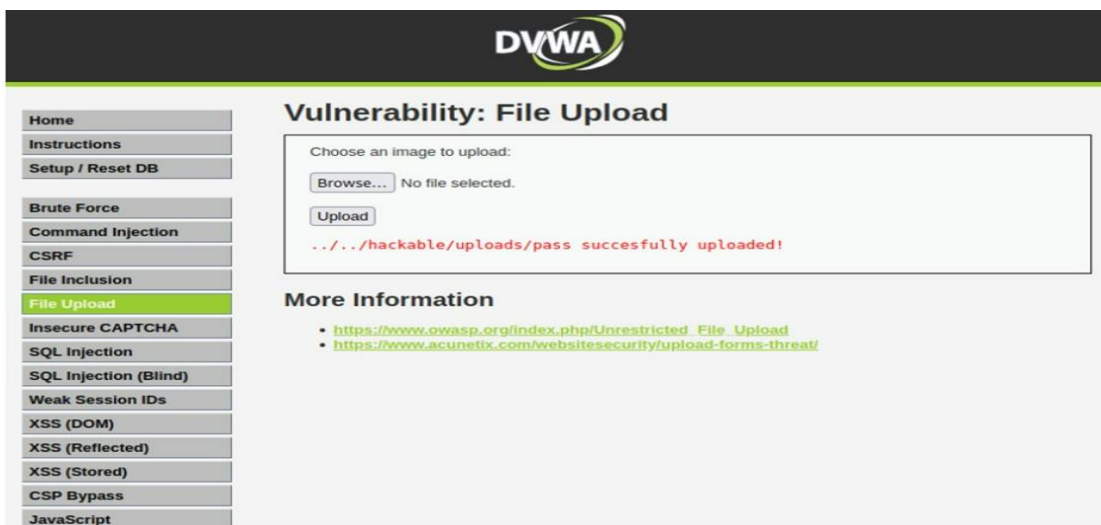 DVWA
Home
Instructions
Setup / Reset DB
Brute Force
Command Injection
CSRF
File Inclusion
File Upload
Insecure CAPTCHA
SQL Injection
SQL Injection (Blind)
Weak Session IDs
XSS (DOM)
XSS (Reflected)
XSS (Stored)
CSP Bypass
JavaScript
Vulnerability: File Upload
Choose an image to upload:
Browse... No file selected.
Upload
../../hackable/uploads/pass succesfully uploaded!
More Information
https://www.owasp.org/index.php/Unrestricted_File_Upload
https://www.acunetix.com/websitesecurity/upload-forms-threat/